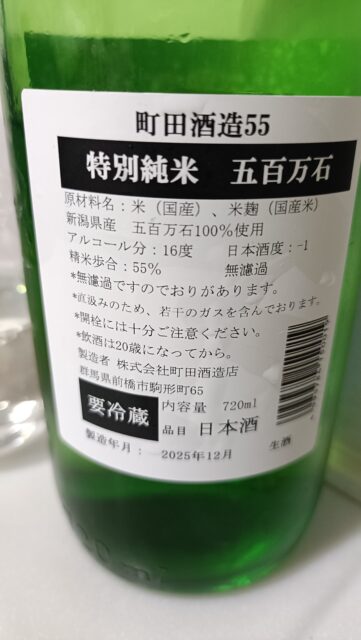 町田酒造55
特別純米　五百万石
原材料名：米（国産）、米麹（国産米）
新潟県産　五百万石100%使用
アルコール分：16度　日本酒度：-1
精米歩合：55%　無濾過
*無濾過ですのでおりがあります。
*直汲みのため、若干のガスを含んでおります。
*開栓には十分ご注意ください。
*飲酒は20歳になってから。
製造者　株式会社町田酒造店
群馬県前橋市駒形町65
要冷蔵　内容量　720ml
品目　日本酒
製造年月：　2025年12月　生酒